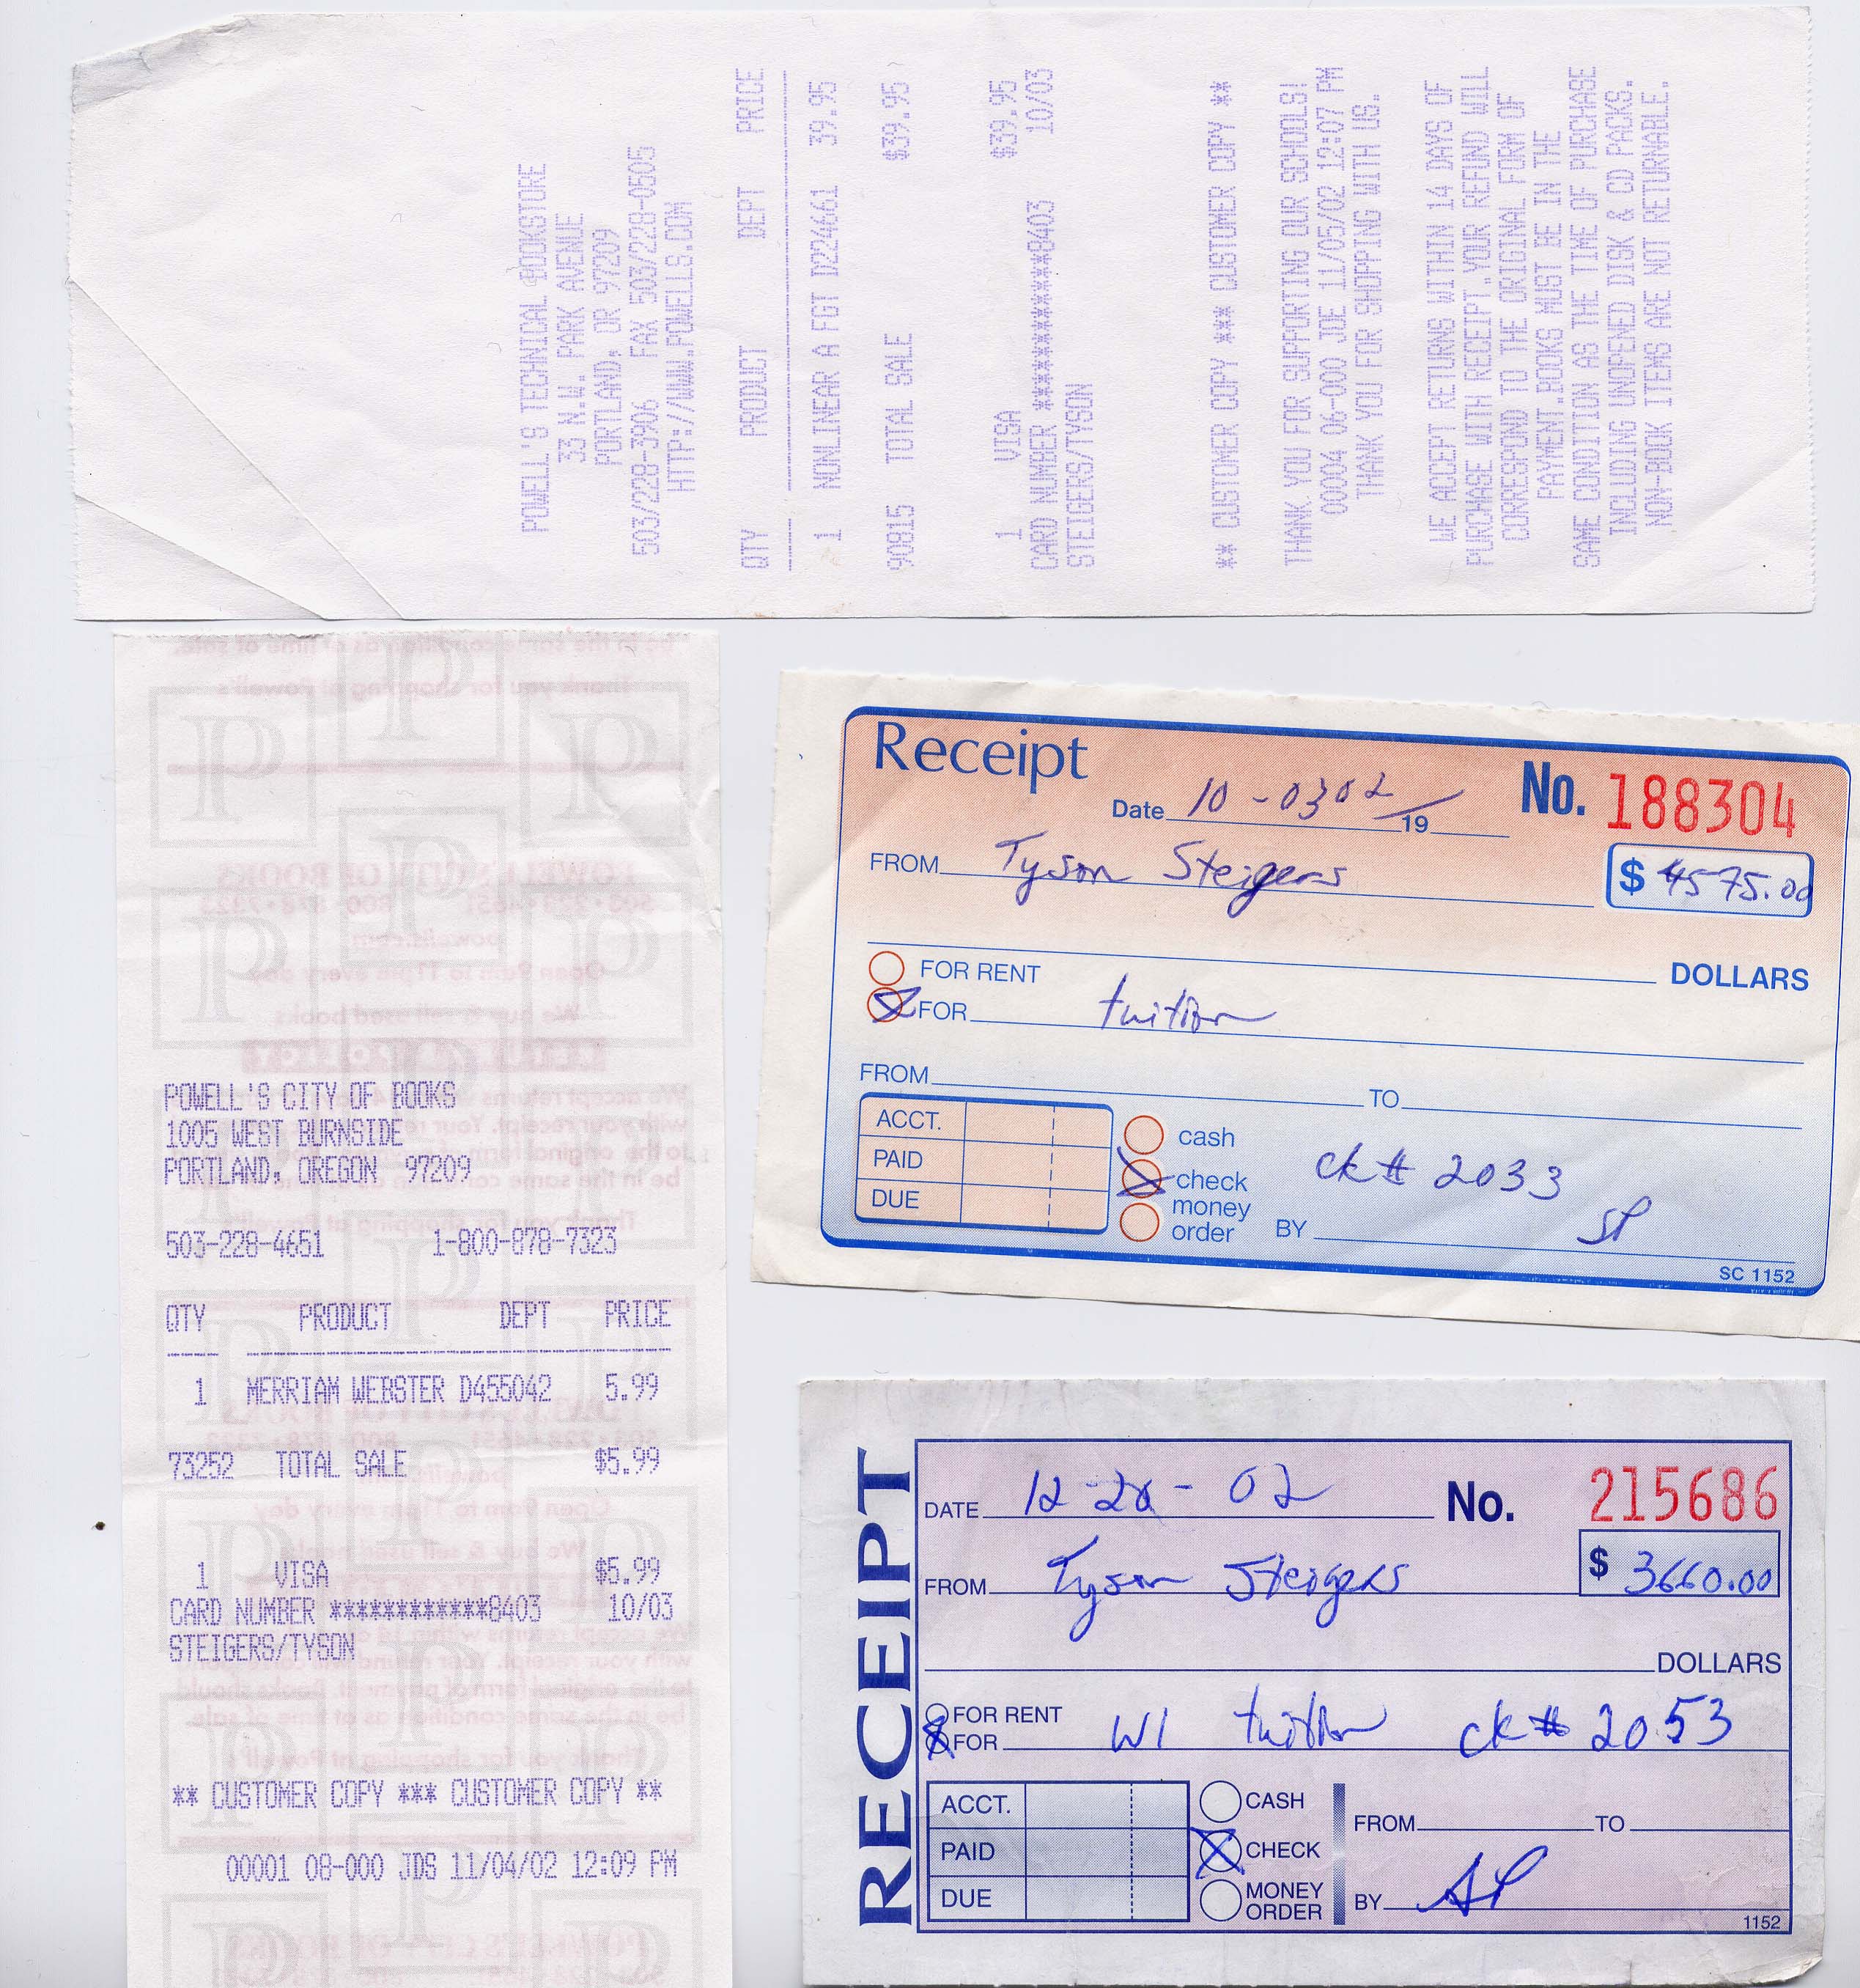 POWELL'S TECHNICAL BOOKSTORE
33 N.W. PARK AVENUE
PORTLAND, OR 97209
503/228-3906 FAX 503/228-0505
HTTP://WWW.POWELLS.COM
QTY PRODUCT DEPT PRICE
1 NONLINEAR A FGT D224661 39.95
90815 TOTAL SALE $39.95
1 VISA $39.95
CARD NUMBER ************8403 10/03
STEIGERS/TYSON
** CUSTOMER COPY *** CUSTOMER COPY **
THANK YOU FOR SUPPORTING OUR SCHOOLS!
00004 06-000 JOE 11/05/02 12:07 PM
THANK YOU FOR SHOPPING WITH US.
WE ACCEPT RETURNS WITHIN 14 DAYS OF
PURCHASE WITH RECEIPT.YOUR REFUND WILL
CORRESPOND TO THE ORIGINAL FORM OF
PAYMENT.BOOKS MUST BE IN THE
SAME CONDITION AS THE TIME OF PURCHASE
INCLUDING UNOPENED DISK & CD PACKS.
NON-BOOK ITEMS ARE NOT RETURNABLE.
POWELL'S CITY OF BOOKS
1005 WEST BURNSIDE
PORTLAND, OREGON 97209
503-228-4651 1-800-878-7323
QTY PRODUCT DEPT PRICE
1 MERRIAM WEBSTER D455042 5.99
73252 TOTAL SALE $5.99
1 VISA $5.99
CARD NUMBER ************8403 10/03
STEIGERS/TYSON
** CUSTOMER COPY *** CUSTOMER COPY **
00001 08-000 JDS 11/04/02 12:09 PM
Receipt
Date 10-0302 19 No. 188304
FROM Tyson Steigers $ 4575.00
DOLLARS
FOR RENT
FOR tuition
FROM TO
ACCT.
PAID
DUE
cash
check ck# 2033
money
order BY SP
SC 1152
RECEIPT
DATE 12-20-02 No. 215686
FROM Tyson Steigers $ 3660.00
DOLLARS
FOR RENT
FOR WI tuition ck# 2053
ACCT.
PAID
DUE
CASH
CHECK
MONEY
ORDER
FROM TO
BY SP
1152